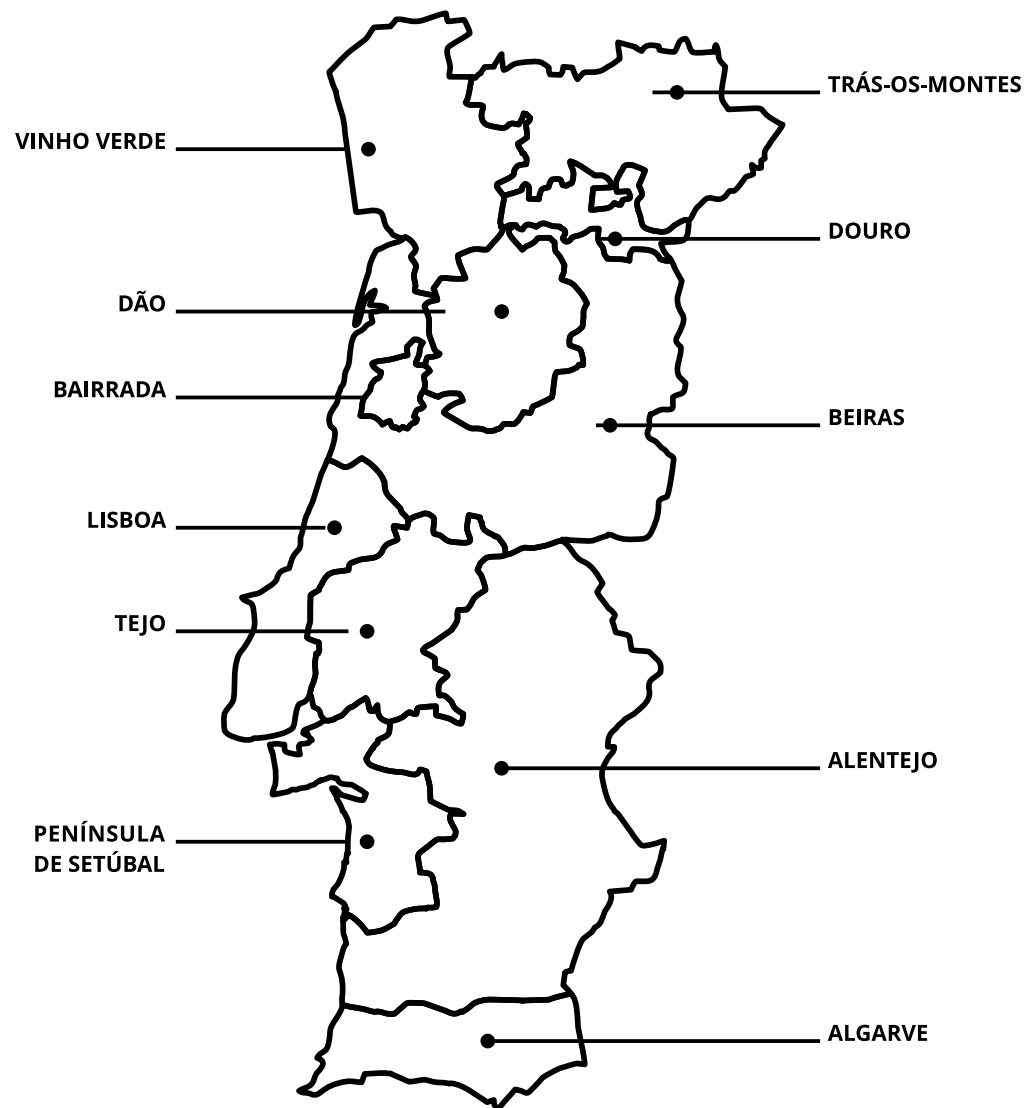 TRÁS-OS-MONTES
VINHO VERDE
DOURO
DÃO
BAIRRADA
BEIRAS
LISBOA
TEJO
ALENTEJO
PENÍNSULA
DE SETÚBAL
ALGARVE